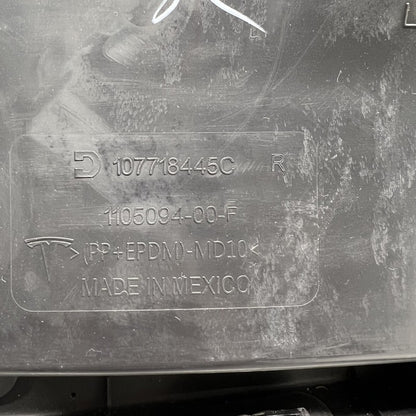 107718445C R
1105094-00-F
>(PP+EPDM)-MD10<
MADE IN MEXICO